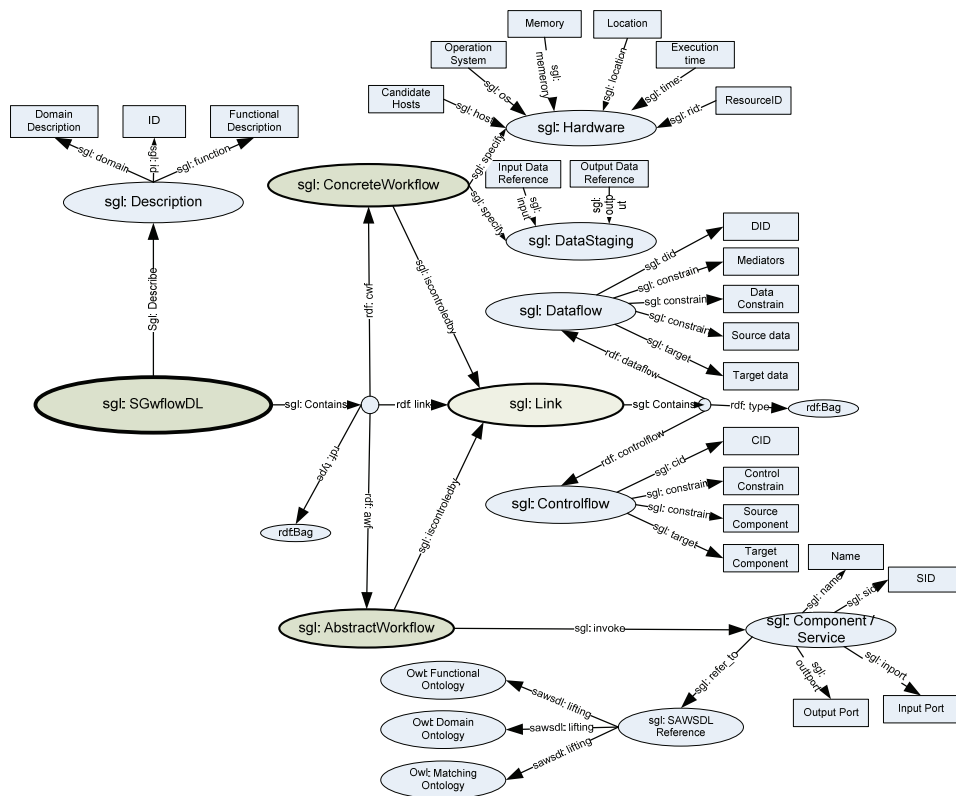 Memory
Location
Operation
System
Execution
time
Candidate
Hosts
ResourceID
sgl: os
sgl:
memerory
sgl: location
sgl: time:
sgl: host
sgl: rid:
sgl: Hardware
Domain
Description
ID
Functional
Description
sgl: domain
sgl: id
sgl: function
sgl: Description
sgl: ConcreteWorkflow
sgl: specify
sgl: specify
Input Data
Reference
Output Data
Reference
sgl:
input
sgl:
outp
ut
sgl: DataStaging
DID
Mediators
Data
Constrain
Source data
Target data
sgl: did
sgl: constrain
sgl: constrain
sgl: constrain
sgl: target
sgl: Dataflow
Sgl: Describe
rdf: cwf
sgl: iscontroledby
rdf: dataflow
sgl: SGwflowDL
sgl: Contains
rdf: link
sgl: Link
sgl: Contains
rdf: type
rdf:Bag
rdf: type
rdf:Bag
rdf: awf
sgl: iscontroledby
rdf: controlflow
sgl: Controlflow
sgl: cid
sgl: constrain
sgl: constrain
sgl: target
CID
Control
Constrain
Source
Component
Target
Component
Name
SID
sgl: name
sgl: sid
sgl: AbstractWorkflow
sgl: invoke
sgl: Component /
Service
sgl: refer_to
sgl:
outtport
sgl: inport
Output Port
Input Port
Owl: Functional
Ontology
sawsdl: lifting
Owl: Domain
Ontology
sawsdl: lifting
sgl: SAWSDL
Reference
Owl: Matching
Ontology
sawsdl: lifting